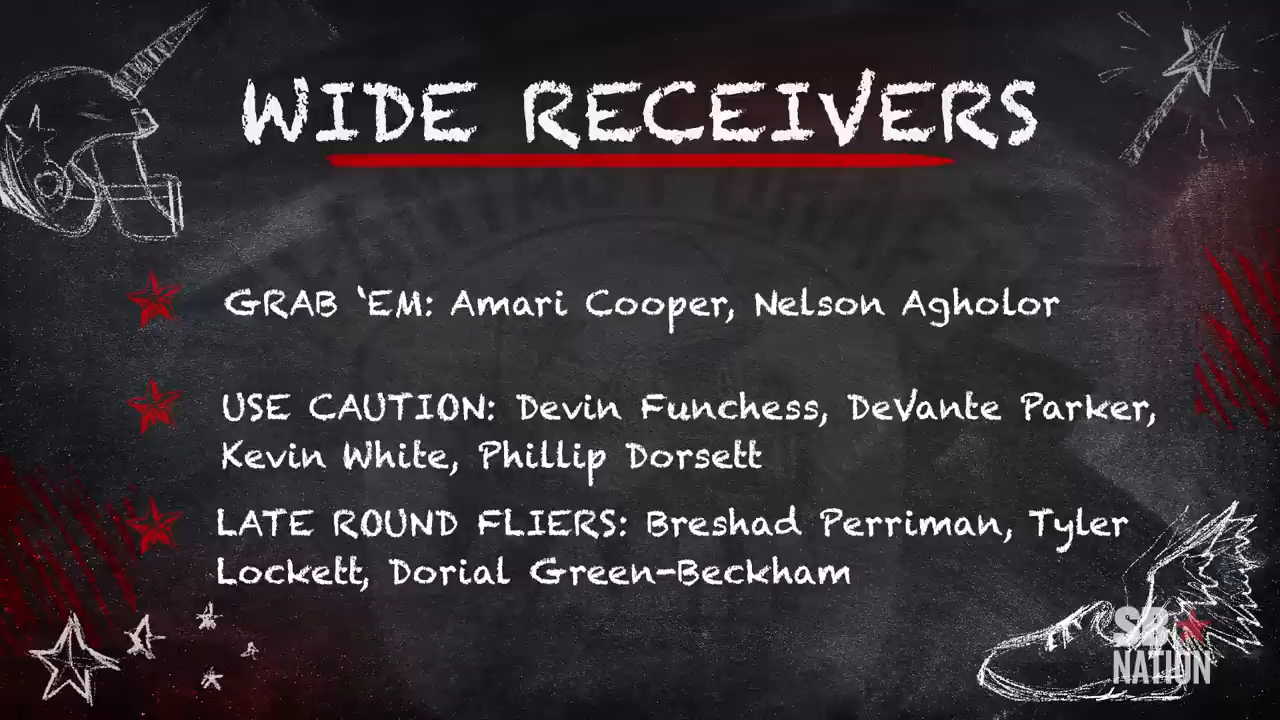 WIDE RECEIVERS
GRAB ‘EM: Amari Cooper, Nelson Agholor
USE CAUTION: Devin Funchess, DeVante Parker,
Kevin White, Phillip Dorsett
LATE ROUND FLIERS: Breshad Perriman, Tyler
Lockett, Dorial Green-Beckham
SB
NATION